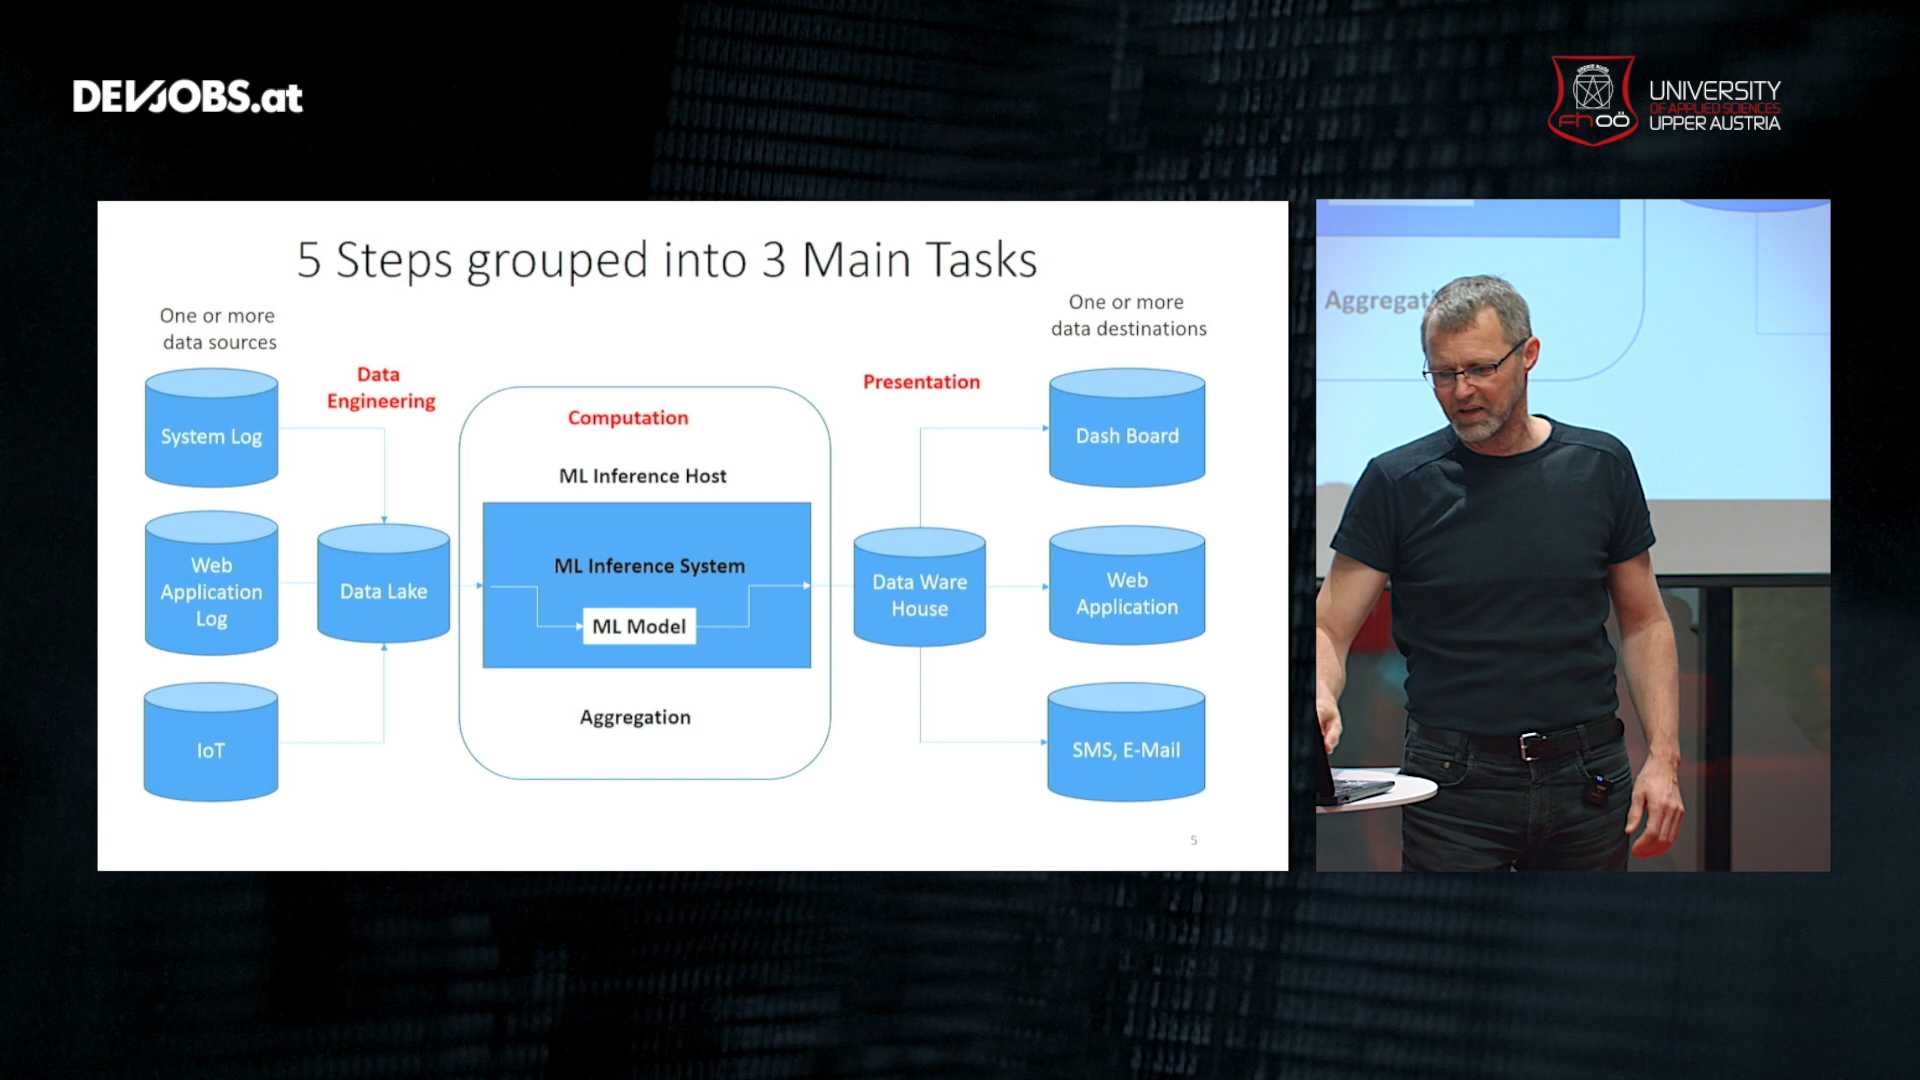 DEVJOBS.at
fhOÖ
UNIVERSITY
OF APPLIED SCIENCES
UPPER AUSTRIA
5 Steps grouped into 3 Main Tasks
One or more
data sources
One or more
data destinations
Data
Engineering
Computation
Presentation
System Log
ML Inference Host
Dash Board
Web
Application
Log
Data Lake
ML Inference System
ML Model
Data Ware
House
Web
Application
IoT
Aggregation
SMS, E-Mail
5
Aggregati